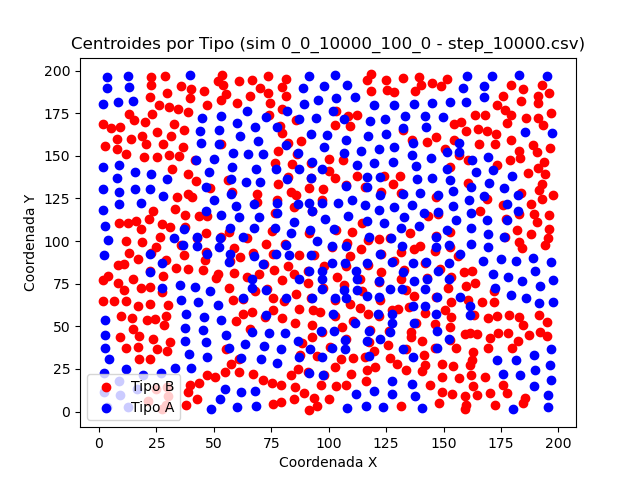 Centroides por Tipo (sim 0_0_10000_100_0 - step_10000.csv)
200
175
150
125
100
75
50
25
0
Coordenada Y
Tipo B
Tipo A
0 25 50 75 100 125 150 175 200
Coordenada X